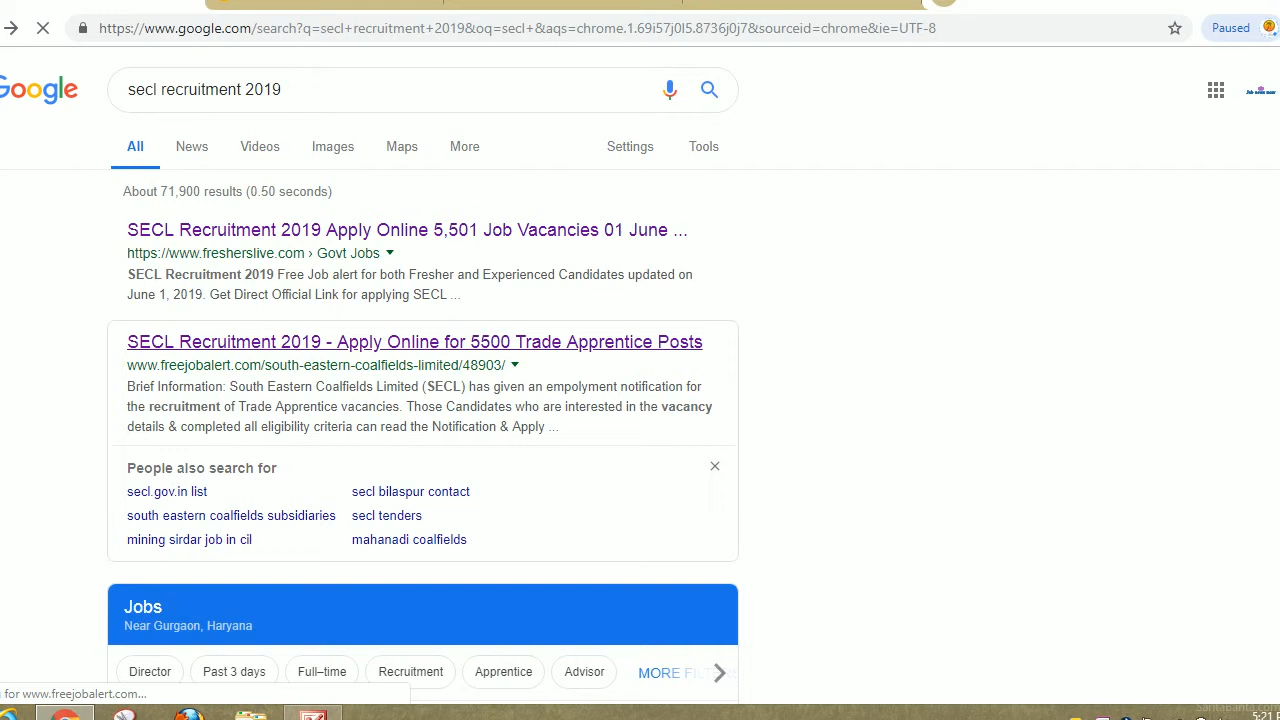 https://www.google.com/search?q=secl+recruitment+2019&oq=secl+&aqs=chrome.1.69i57j0l5.8736j0j7&sourceid=chrome&ie=UTF-8
Paused
Google
secl recruitment 2019
All News Videos Images Maps More Settings Tools
About 71,900 results (0.50 seconds)
SECL Recruitment 2019 Apply Online 5,501 Job Vacancies 01 June ...
https://www.fresherslive.com › Govt Jobs
SECL Recruitment 2019 Free Job alert for both Fresher and Experienced Candidates updated on
June 1, 2019. Get Direct Official Link for applying SECL ...
SECL Recruitment 2019 - Apply Online for 5500 Trade Apprentice Posts
www.freejobalert.com/south-eastern-coalfields-limited/48903/
Brief Information: South Eastern Coalfields Limited (SECL) has given an empolyment notification for
the recruitment of Trade Apprentice vacancies. Those Candidates who are interested in the vacancy
details & completed all eligibility criteria can read the Notification & Apply ...
People also search for
secl.gov.in list secl bilaspur contact
south eastern coalfields subsidiaries secl tenders
mining sirdar job in cil mahanadi coalfields
Jobs
Near Gurgaon, Haryana
Director Past 3 days Full–time Recruitment Apprentice Advisor MORE
for www.freejobalert.com...
SantaBanta.com
5:21